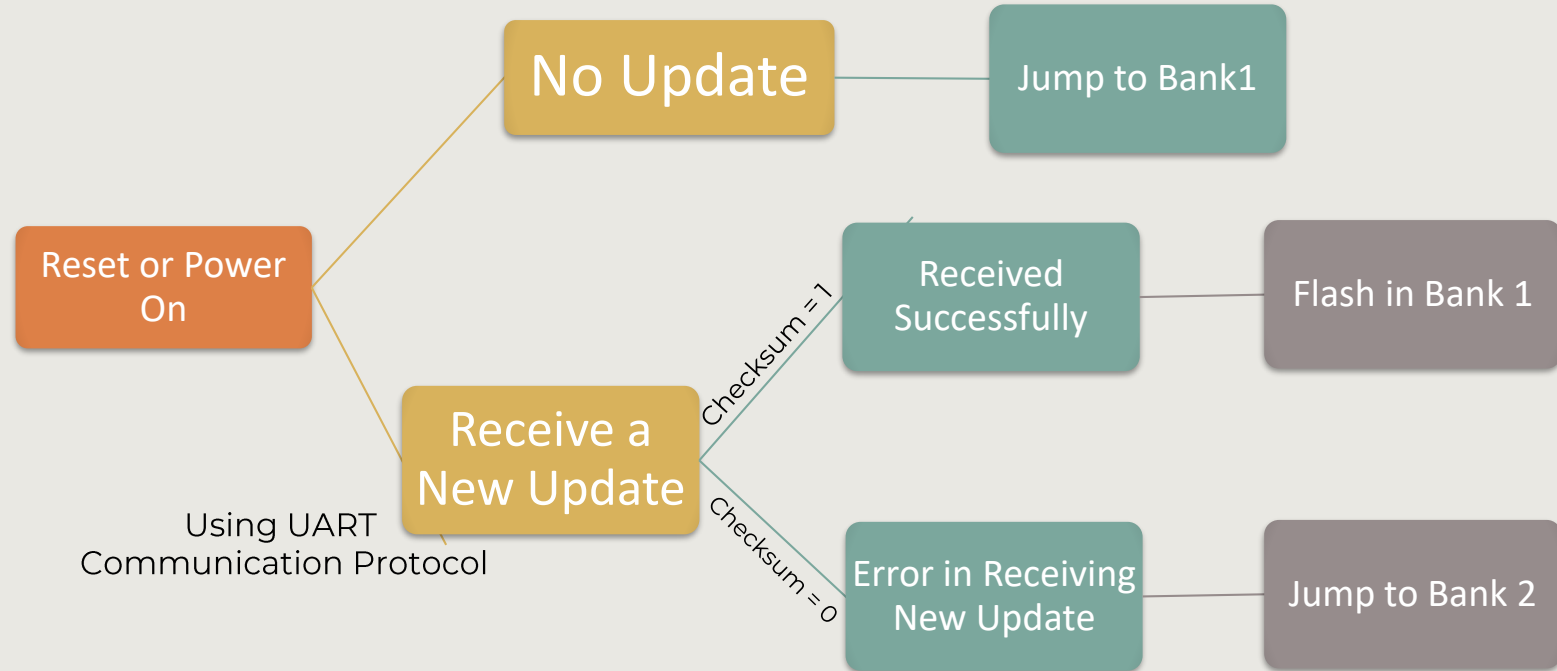 No Update
Jump to Bank1
Reset or Power
On
Receive a
New Update
Using UART
Communication Protocol
Checksum = 1
Received
Successfully
Flash in Bank 1
Checksum = 0
Error in Receiving
New Update
Jump to Bank 2